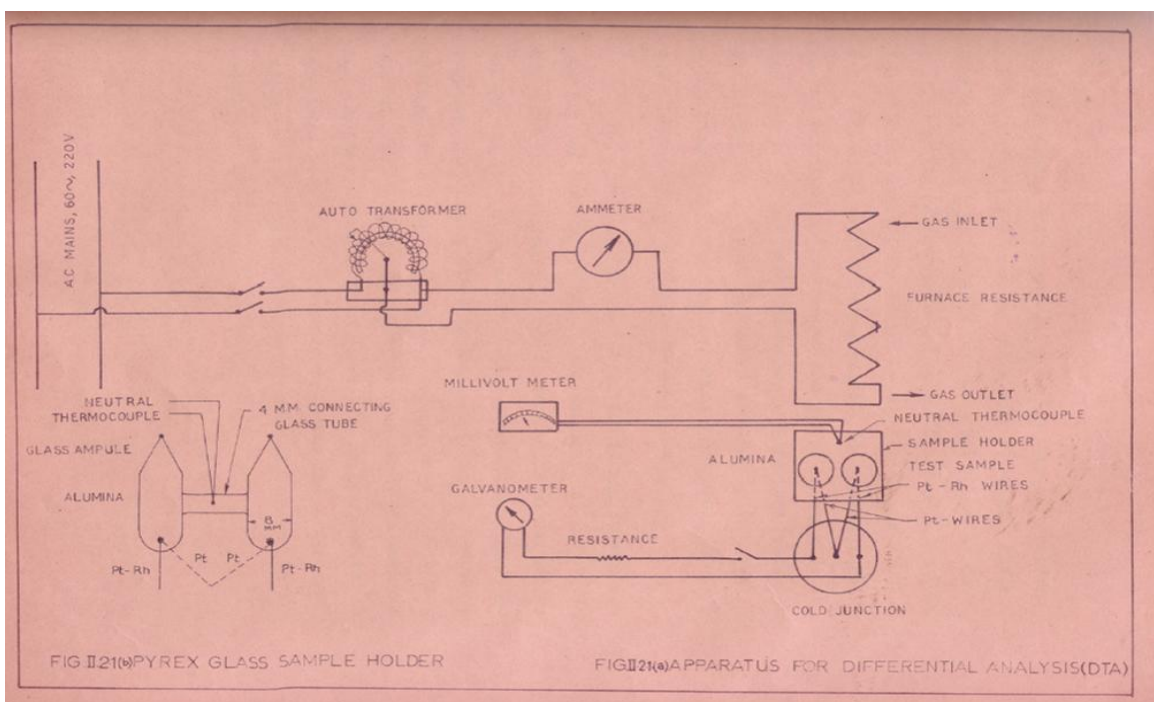 AC MAINS, 60~, 220V
AUTO TRANSFORMER
AMMETER
GAS INLET
FURNACE RESISTANCE
GAS OUTLET
MILLIVOLT METER
NEUTRAL THERMOCOUPLE
SAMPLE HOLDER
ALUMINA
TEST SAMPLE
Pt-Rh WIRES
GALVANOMETER
Pt-WIRES
RESISTANCE
COLD JUNCTION
NEUTRAL
THERMOCOUPLE
4 M.M. CONNECTING
GLASS TUBE
GLASS AMPULE
ALUMINA
8
MM
Pt
Pt
Pt-Rh
Pt-Rh
FIG II.21(b) PYREX GLASS SAMPLE HOLDER
FIG II 21(a) APPARATUS FOR DIFFERENTIAL ANALYSIS(DTA)